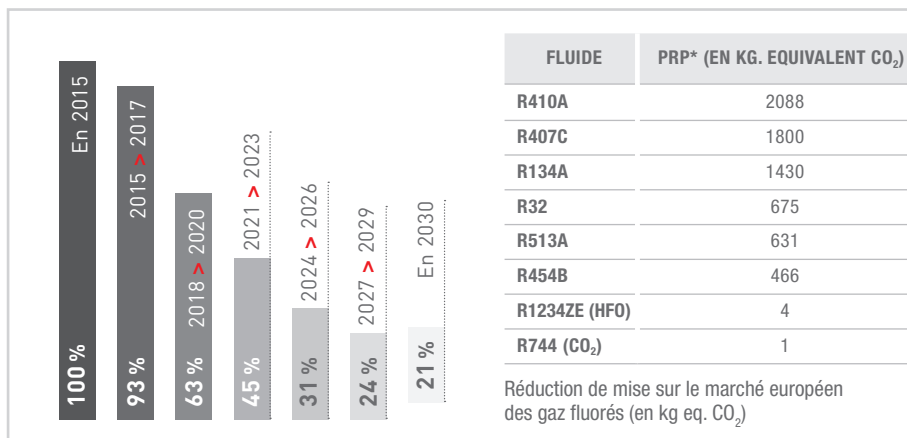 En 2015
100 %
2015 > 2017
93 %
2018 > 2020
63 %
2021 > 2023
45 %
2024 > 2026
31 %
2027 > 2029
24 %
En 2030
21 %
FLUIDE PRP* (EN KG. EQUIVALENT CO₂)
R410A 2088
R407C 1800
R134A 1430
R32 675
R513A 631
R454B 466
R1234ZE (HFO) 4
R744 (CO₂) 1
Réduction de mise sur le marché européen
des gaz fluorés (en kg eq. CO₂)